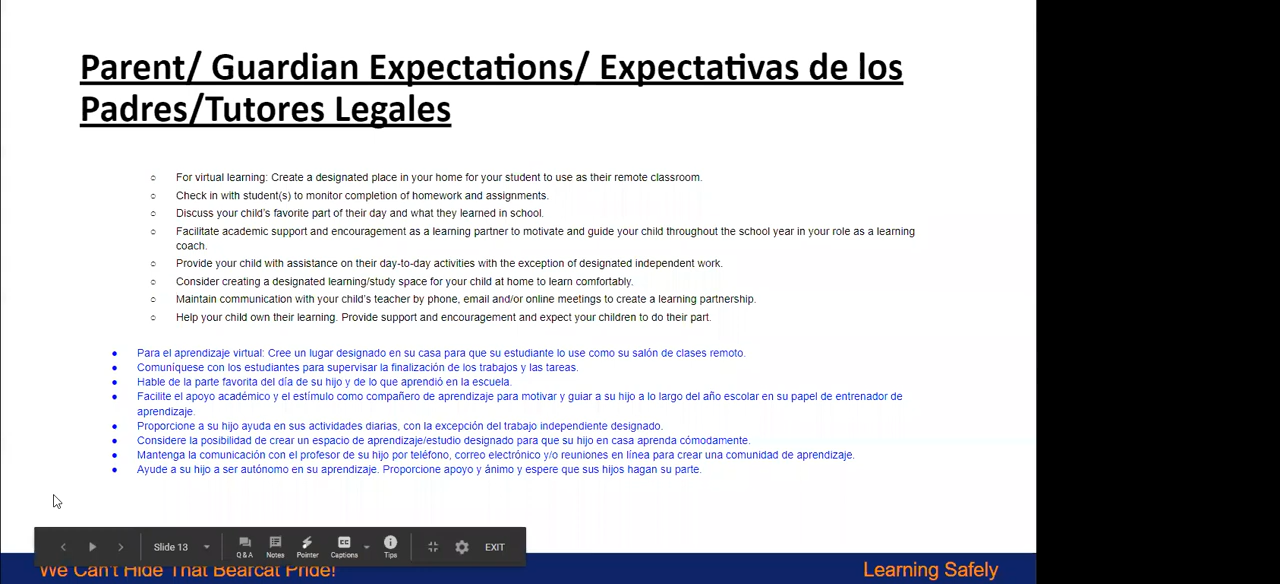 Parent/ Guardian Expectations/ Expectativas de los
Padres/Tutores Legales
For virtual learning: Create a designated place in your home for your student to use as their remote classroom.
Check in with student(s) to monitor completion of homework and assignments.
Discuss your child's favorite part of their day and what they learned in school.
Facilitate academic support and encouragement as a learning partner to motivate and guide your child throughout the school year in your role as a learning
coach.
Provide your child with assistance on their day-to-day activities with the exception of designated independent work.
Consider creating a designated learning/study space for your child at home to learn comfortably.
Maintain communication with your child's teacher by phone, email and/or online meetings to create a learning partnership.
Help your child own their learning. Provide support and encouragement and expect your children to do their part.
Para el aprendizaje virtual: Cree un lugar designado en su casa para que su estudiante lo use como su salón de clases remoto.
Comuníquese con los estudiantes para supervisar la finalización de los trabajos y las tareas.
Hable de la parte favorita del día de su hijo y de lo que aprendió en la escuela.
Facilite el apoyo académico y el estímulo como compañero de aprendizaje para motivar y guiar a su hijo a lo largo del año escolar en su papel de entrenador de
aprendizaje.
Proporcione a su hijo ayuda en sus actividades diarias, con la excepción del trabajo independiente designado.
Considere la posibilidad de crear un espacio de aprendizaje/estudio designado para que su hijo en casa aprenda cómodamente.
Mantenga la comunicación con el profesor de su hijo por teléfono, correo electrónico y/o reuniones en línea para crear una comunidad de aprendizaje.
Ayude a su hijo a ser autónomo en su aprendizaje. Proporcione apoyo y ánimo y espere que sus hijos hagan su parte.
Slide 13 Q&A Notes Pointer CC Captions Tips EXIT
We Can't Hide That Bearcat Pride! Learning Safely